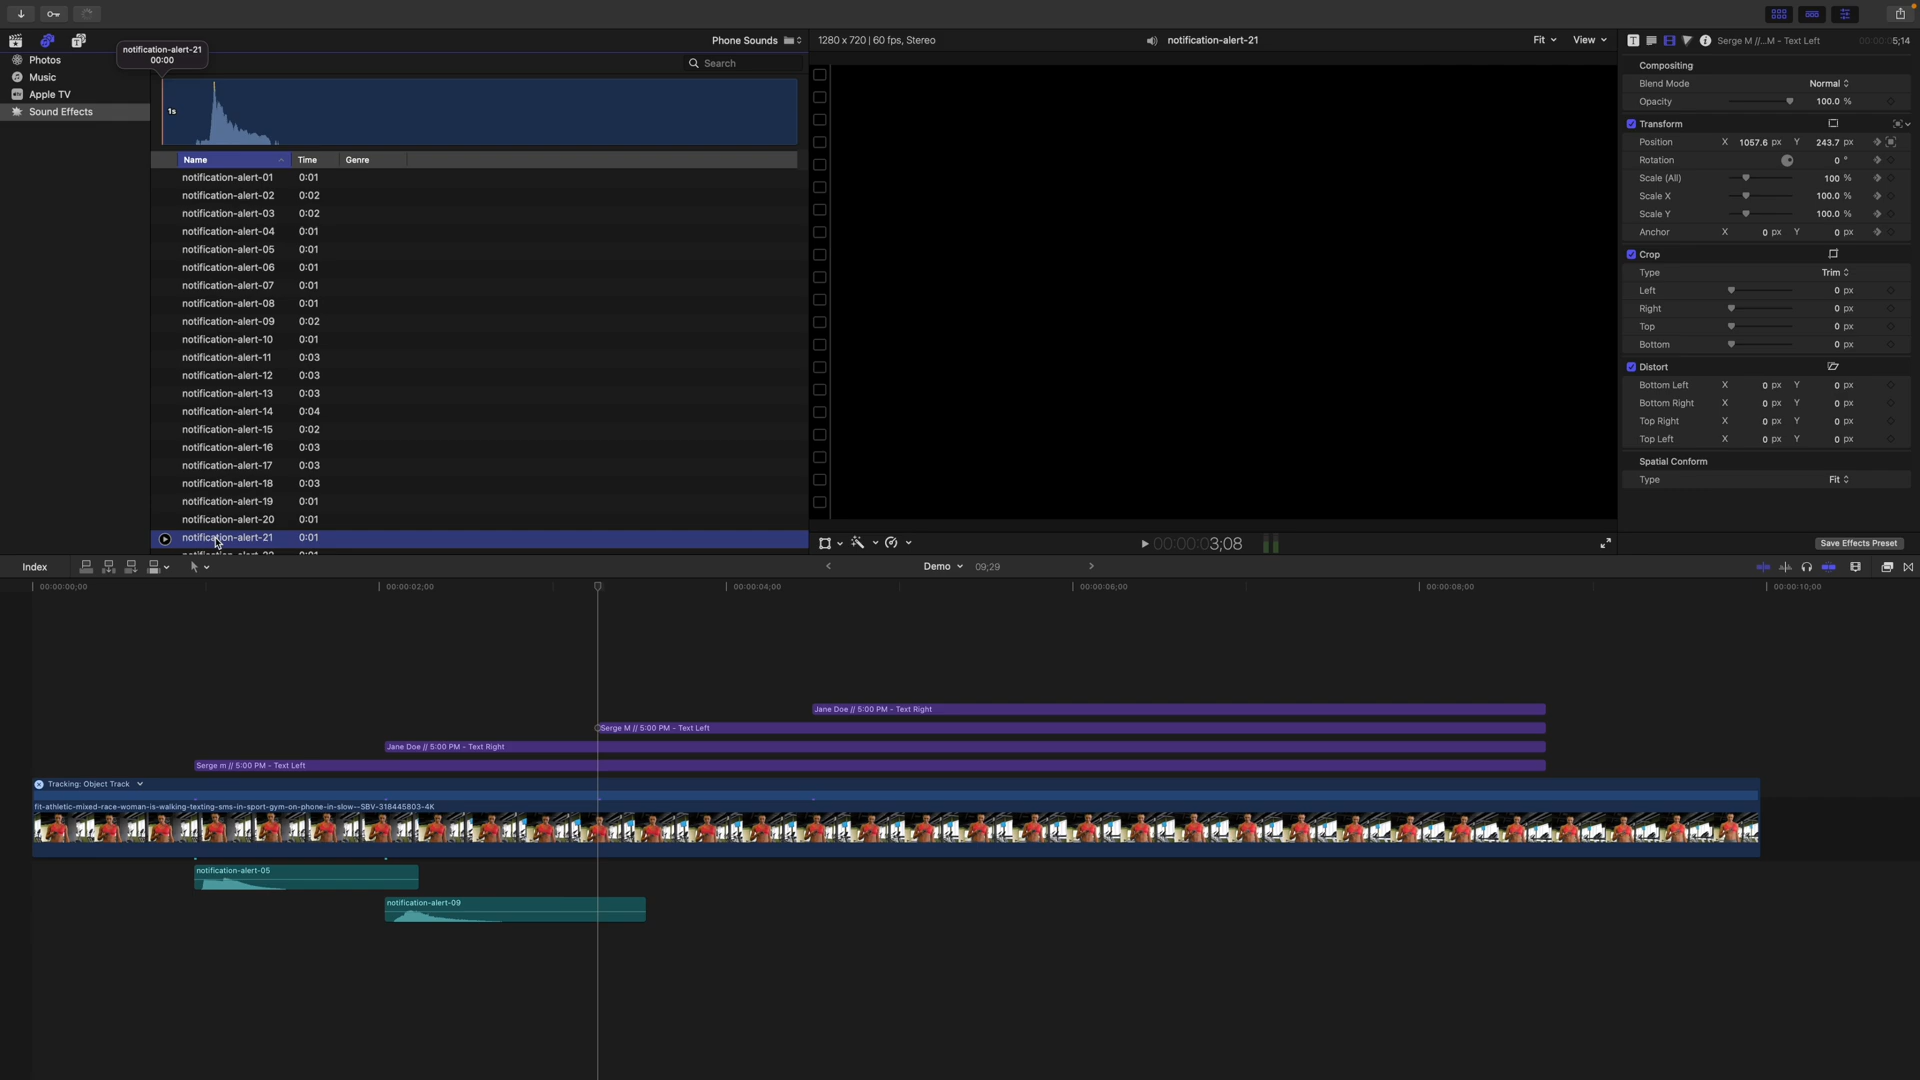 Phone Sounds
1280 x 720 | 60 fps, Stereo
notification-alert-21
Fit
View
Serge M //...M - Text Left
00:00:05;14
notification-alert-21
00:00
Photos
Music
Apple TV
Sound Effects
Search
1s
Name Time Genre
notification-alert-01 0:01
notification-alert-02 0:02
notification-alert-03 0:02
notification-alert-04 0:01
notification-alert-05 0:01
notification-alert-06 0:01
notification-alert-07 0:01
notification-alert-08 0:01
notification-alert-09 0:02
notification-alert-10 0:01
notification-alert-11 0:03
notification-alert-12 0:03
notification-alert-13 0:03
notification-alert-14 0:04
notification-alert-15 0:02
notification-alert-16 0:03
notification-alert-17 0:03
notification-alert-18 0:03
notification-alert-19 0:01
notification-alert-20 0:01
notification-alert-21 0:01
Compositing
Blend Mode Normal
Opacity 100.0 %
Transform
Position X 1057.6 px Y 243.7 px
Rotation 0 °
Scale (All) 100 %
Scale X 100.0 %
Scale Y 100.0 %
Anchor X 0 px Y 0 px
Crop
Type Trim
Left 0 px
Right 0 px
Top 0 px
Bottom 0 px
Distort
Bottom Left X 0 px Y 0 px
Bottom Right X 0 px Y 0 px
Top Right X 0 px Y 0 px
Top Left X 0 px Y 0 px
Spatial Conform
Type Fit
00:00:03;08
Save Effects Preset
Index
Demo
09;29
00:00:00;00 00:00:02;00 00:00:04;00 00:00:06;00 00:00:08;00 00:00:10;00
Jane Doe // 5:00 PM - Text Right
Serge M // 5:00 PM - Text Left
Jane Doe // 5:00 PM - Text Right
Serge m // 5:00 PM - Text Left
Tracking: Object Track
fit-athletic-mixed-race-woman-is-walking-texting-sms-in-sport-gym-on-phone-in-slow--SBV-318445803-4K
notification-alert-05
notification-alert-09